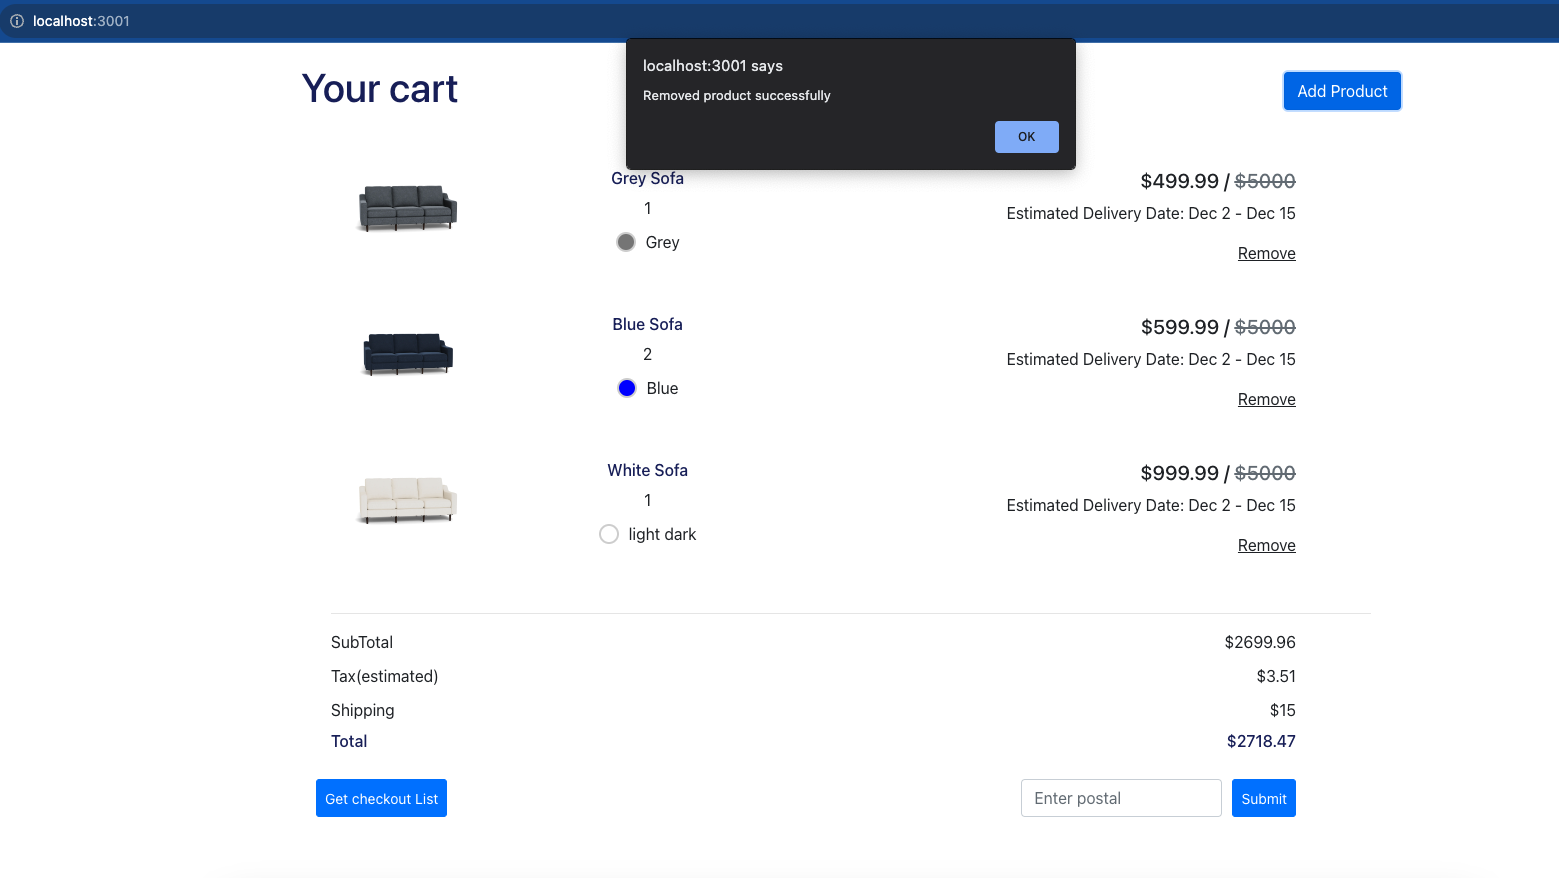 localhost:3001
localhost:3001 says
Removed product successfully
OK
Your cart
Add Product
Grey Sofa
1
Grey
$499.99 / $5000
Estimated Delivery Date: Dec 2 - Dec 15
Remove
Blue Sofa
2
Blue
$599.99 / $5000
Estimated Delivery Date: Dec 2 - Dec 15
Remove
White Sofa
1
light dark
$999.99 / $5000
Estimated Delivery Date: Dec 2 - Dec 15
Remove
SubTotal $2699.96
Tax(estimated) $3.51
Shipping $15
Total $2718.47
Get checkout List
Enter postal
Submit